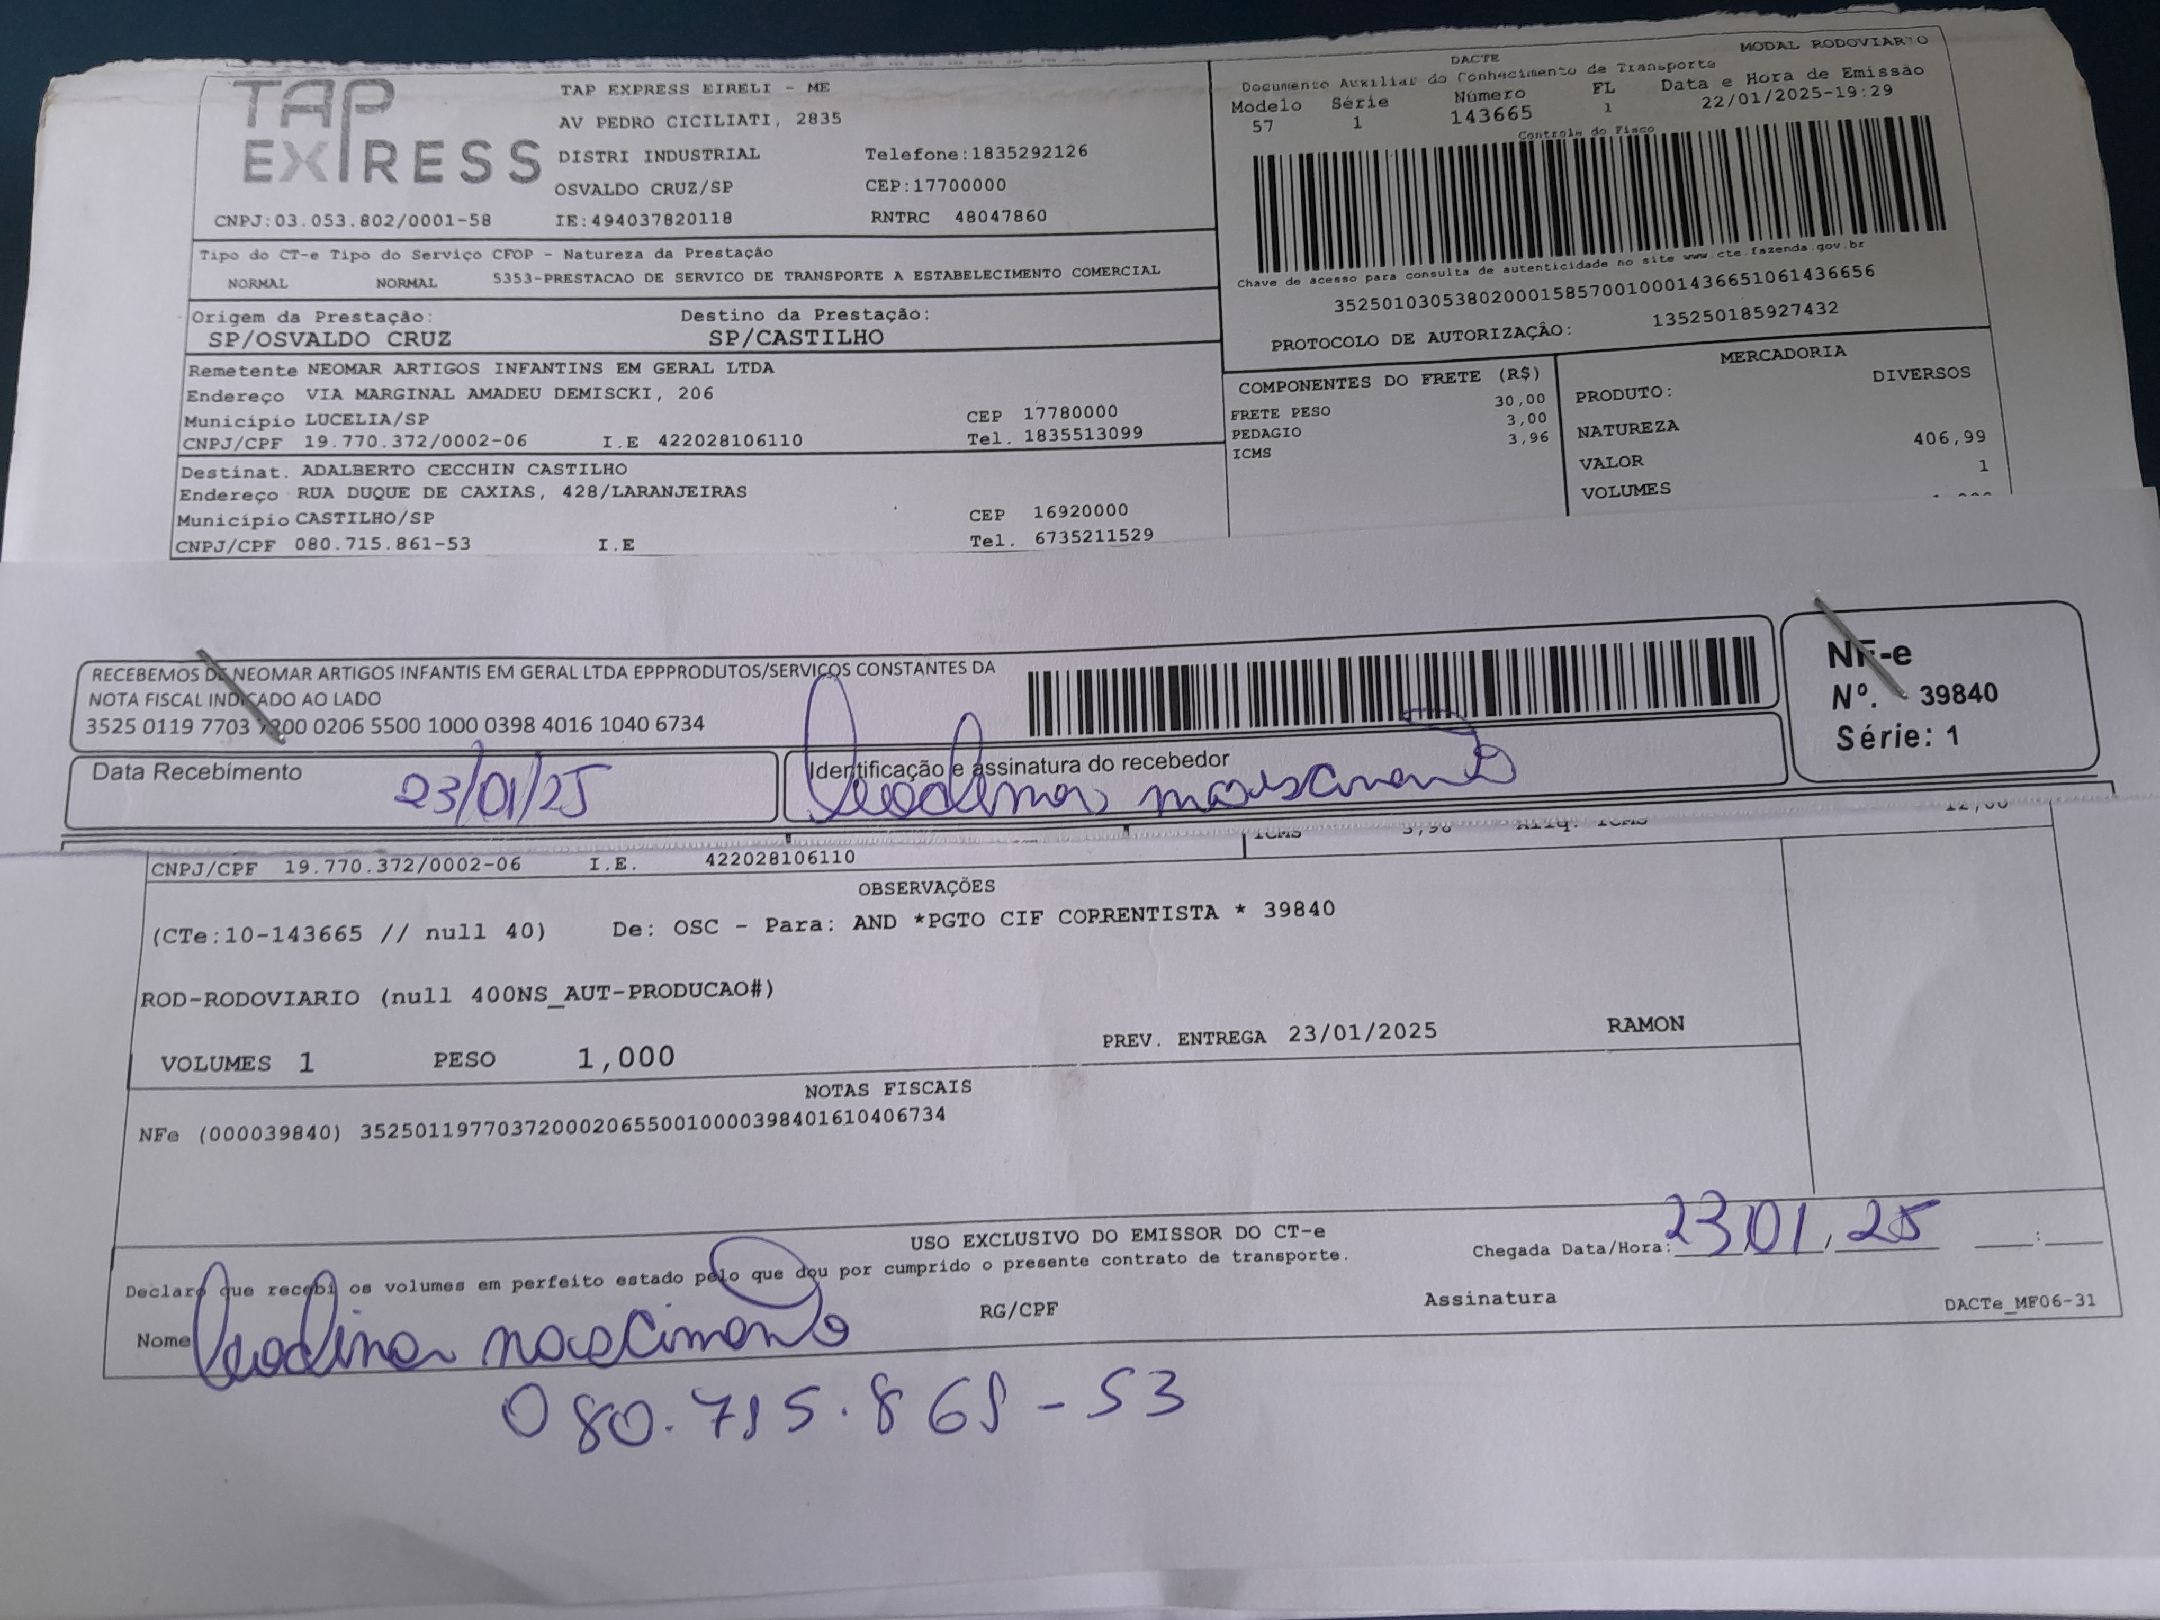 TAP EXPRESS
TAP EXPRESS EIRELI - ME
AV PEDRO CICILIATI, 2835
DISTRI INDUSTRIAL Telefone:1835292126
OSVALDO CRUZ/SP CEP:17700000
CNPJ:03.053.802/0001-58 IE:494037820118 RNTRC 48047860
DACTE MODAL RODOVIARIO
Documento Auxiliar do Conhecimento de Transporte
Modelo Série Número FL Data e Hora de Emissão
57 1 143665 1 22/01/2025-19:29
Controle do Fisco
Chave de acesso para consulta de autenticidade no site www.cte.fazenda.gov.br
35250103053802000158570010001436651061436656
PROTOCOLO DE AUTORIZAÇÃO: 135250185927432
Tipo do CT-e Tipo do Serviço CFOP - Natureza da Prestação
NORMAL NORMAL 5353-PRESTACAO DE SERVICO DE TRANSPORTE A ESTABELECIMENTO COMERCIAL
Origem da Prestação: Destino da Prestação:
SP/OSVALDO CRUZ SP/CASTILHO
Remetente NEOMAR ARTIGOS INFANTINS EM GERAL LTDA
Endereço VIA MARGINAL AMADEU DEMISCKI, 206
Município LUCELIA/SP CEP 17780000
CNPJ/CPF 19.770.372/0002-06 I.E 422028106110 Tel. 1835513099
Destinat. ADALBERTO CECCHIN CASTILHO
Endereço RUA DUQUE DE CAXIAS, 428/LARANJEIRAS
Município CASTILHO/SP CEP 16920000
CNPJ/CPF 080.715.861-53 I.E Tel. 6735211529
COMPONENTES DO FRETE (R$)
FRETE PESO 30,00
PEDAGIO 3,00
ICMS 3,96
MERCADORIA
PRODUTO: DIVERSOS
NATUREZA
VALOR 406,99
VOLUMES 1
RECEBEMOS DE NEOMAR ARTIGOS INFANTIS EM GERAL LTDA EPPPRODUTOS/SERVIÇOS CONSTANTES DA
NOTA FISCAL INDICADO AO LADO
3525 0119 7703 7200 0206 5500 1000 0398 4016 1040 6734
NF-e
Nº. 39840
Série: 1
Data Recebimento 23/01/25
Identificação e assinatura do recebedor
ICMS 3,96 Alíq. ICMS 12,00
CNPJ/CPF 19.770.372/0002-06 I.E. 422028106110
OBSERVAÇÕES
(CTe:10-143665 // null 40) De: OSC - Para: AND *PGTO CIF CORRENTISTA * 39840
ROD-RODOVIARIO (null 400NS_AUT-PRODUCAO#)
VOLUMES 1 PESO 1,000 PREV. ENTREGA 23/01/2025 RAMON
NOTAS FISCAIS
NFe (000039840) 35250119770372000206550010000398401610406734
USO EXCLUSIVO DO EMISSOR DO CT-e
Declaro que recebi os volumes em perfeito estado pelo que dou por cumprido o presente contrato de transporte.
Chegada Data/Hora: 23 01, 25 :
Nome nascimento RG/CPF Assinatura DACTe_MF06-31
080.715.861-53